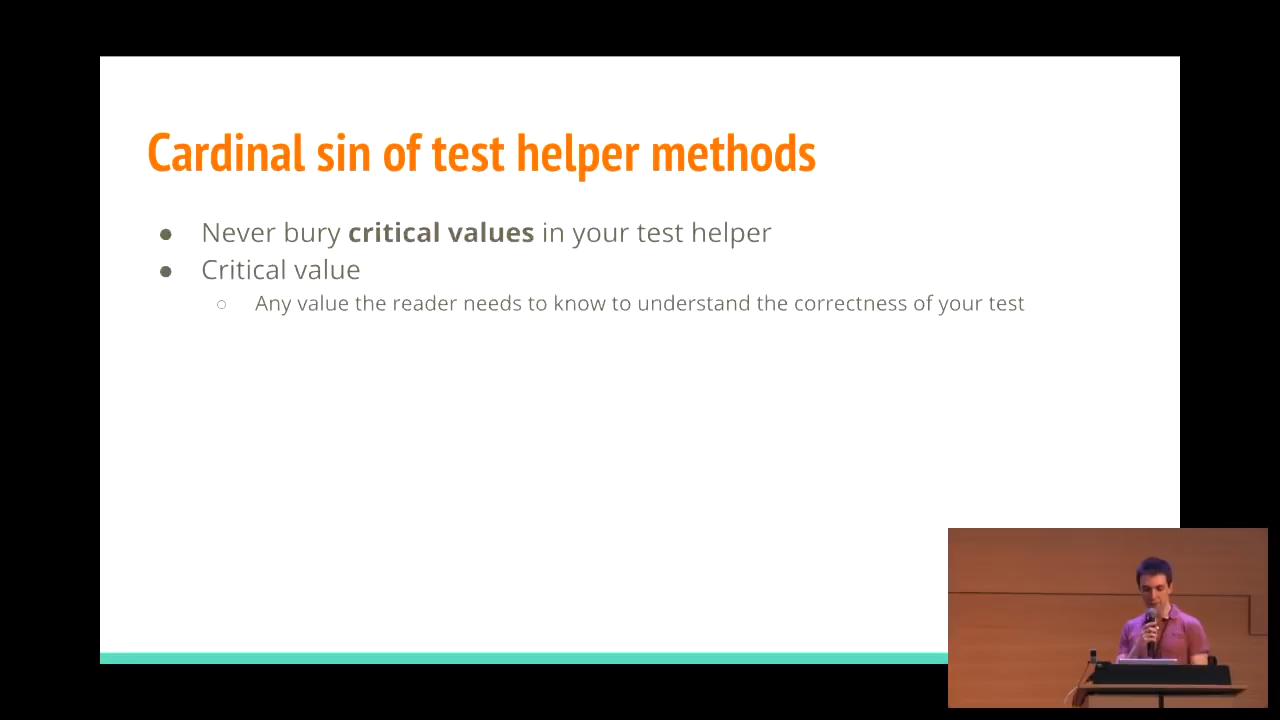 Cardinal sin of test helper methods
● Never bury critical values in your test helper
● Critical value
○ Any value the reader needs to know to understand the correctness of your test